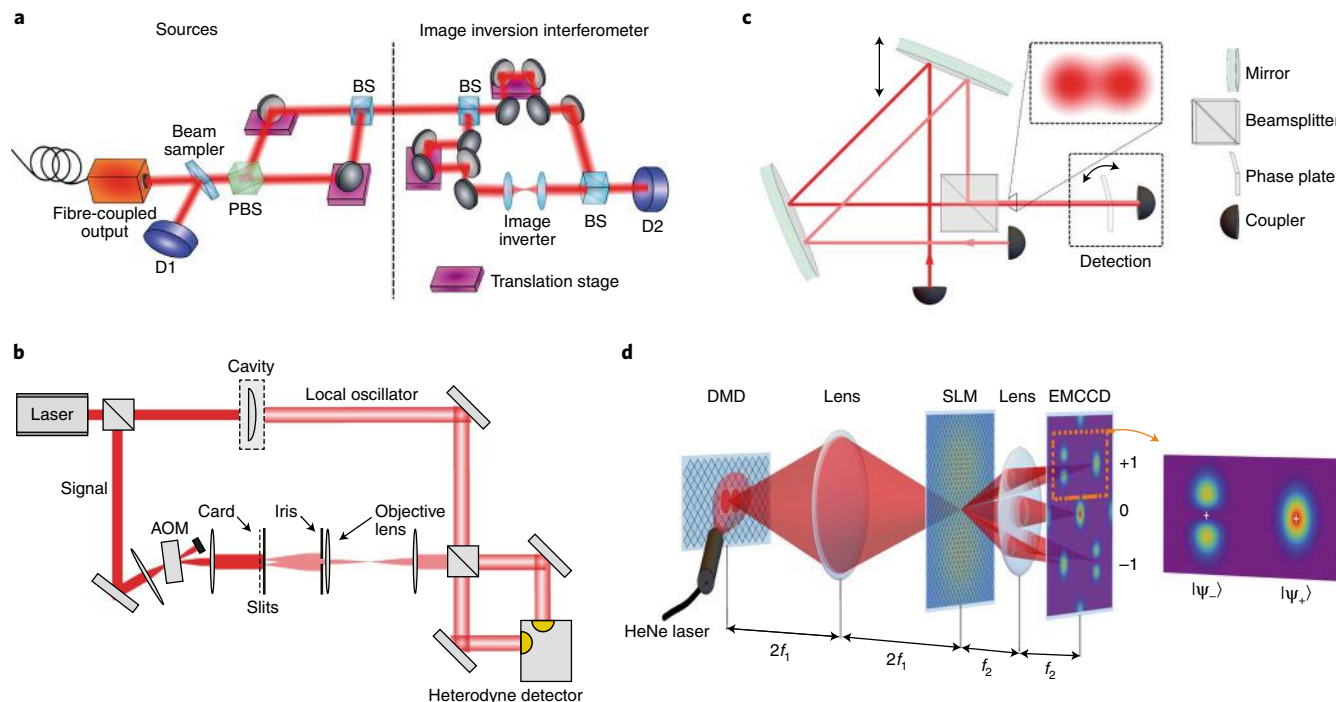 a
Sources
Image inversion interferometer
BS
BS
Beam
sampler
Fibre-coupled
output
PBS
D1
Image
inverter
BS
D2
Translation stage
b
Cavity
Laser
Local oscillator
Signal
AOM
Card
Iris
Objective
lens
Slits
Heterodyne detector
c
Mirror
Beamsplitter
Phase plate
Coupler
Detection
d
DMD
Lens
SLM
Lens
EMCCD
+1
0
−1
HeNe laser
2f₁
2f₁
f₂
f₂
|ψ₋⟩
|ψ₊⟩